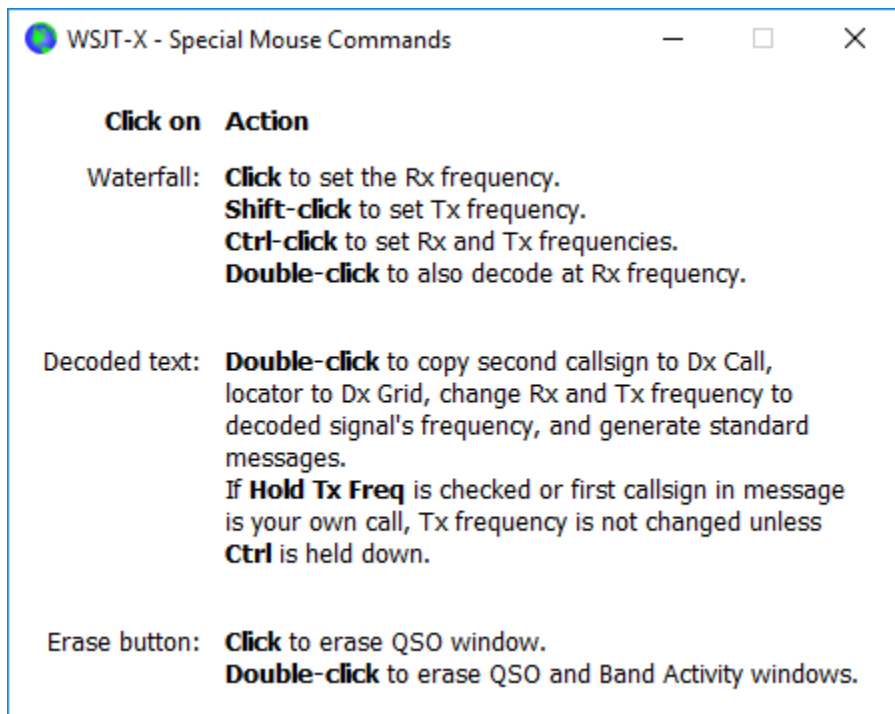 WSJT-X - Special Mouse Commands
Click on Action
Waterfall: Click to set the Rx frequency.
Shift-click to set Tx frequency.
Ctrl-click to set Rx and Tx frequencies.
Double-click to also decode at Rx frequency.
Decoded text: Double-click to copy second callsign to Dx Call,
locator to Dx Grid, change Rx and Tx frequency to
decoded signal's frequency, and generate standard
messages.
If Hold Tx Freq is checked or first callsign in message
is your own call, Tx frequency is not changed unless
Ctrl is held down.
Erase button: Click to erase QSO window.
Double-click to erase QSO and Band Activity windows.